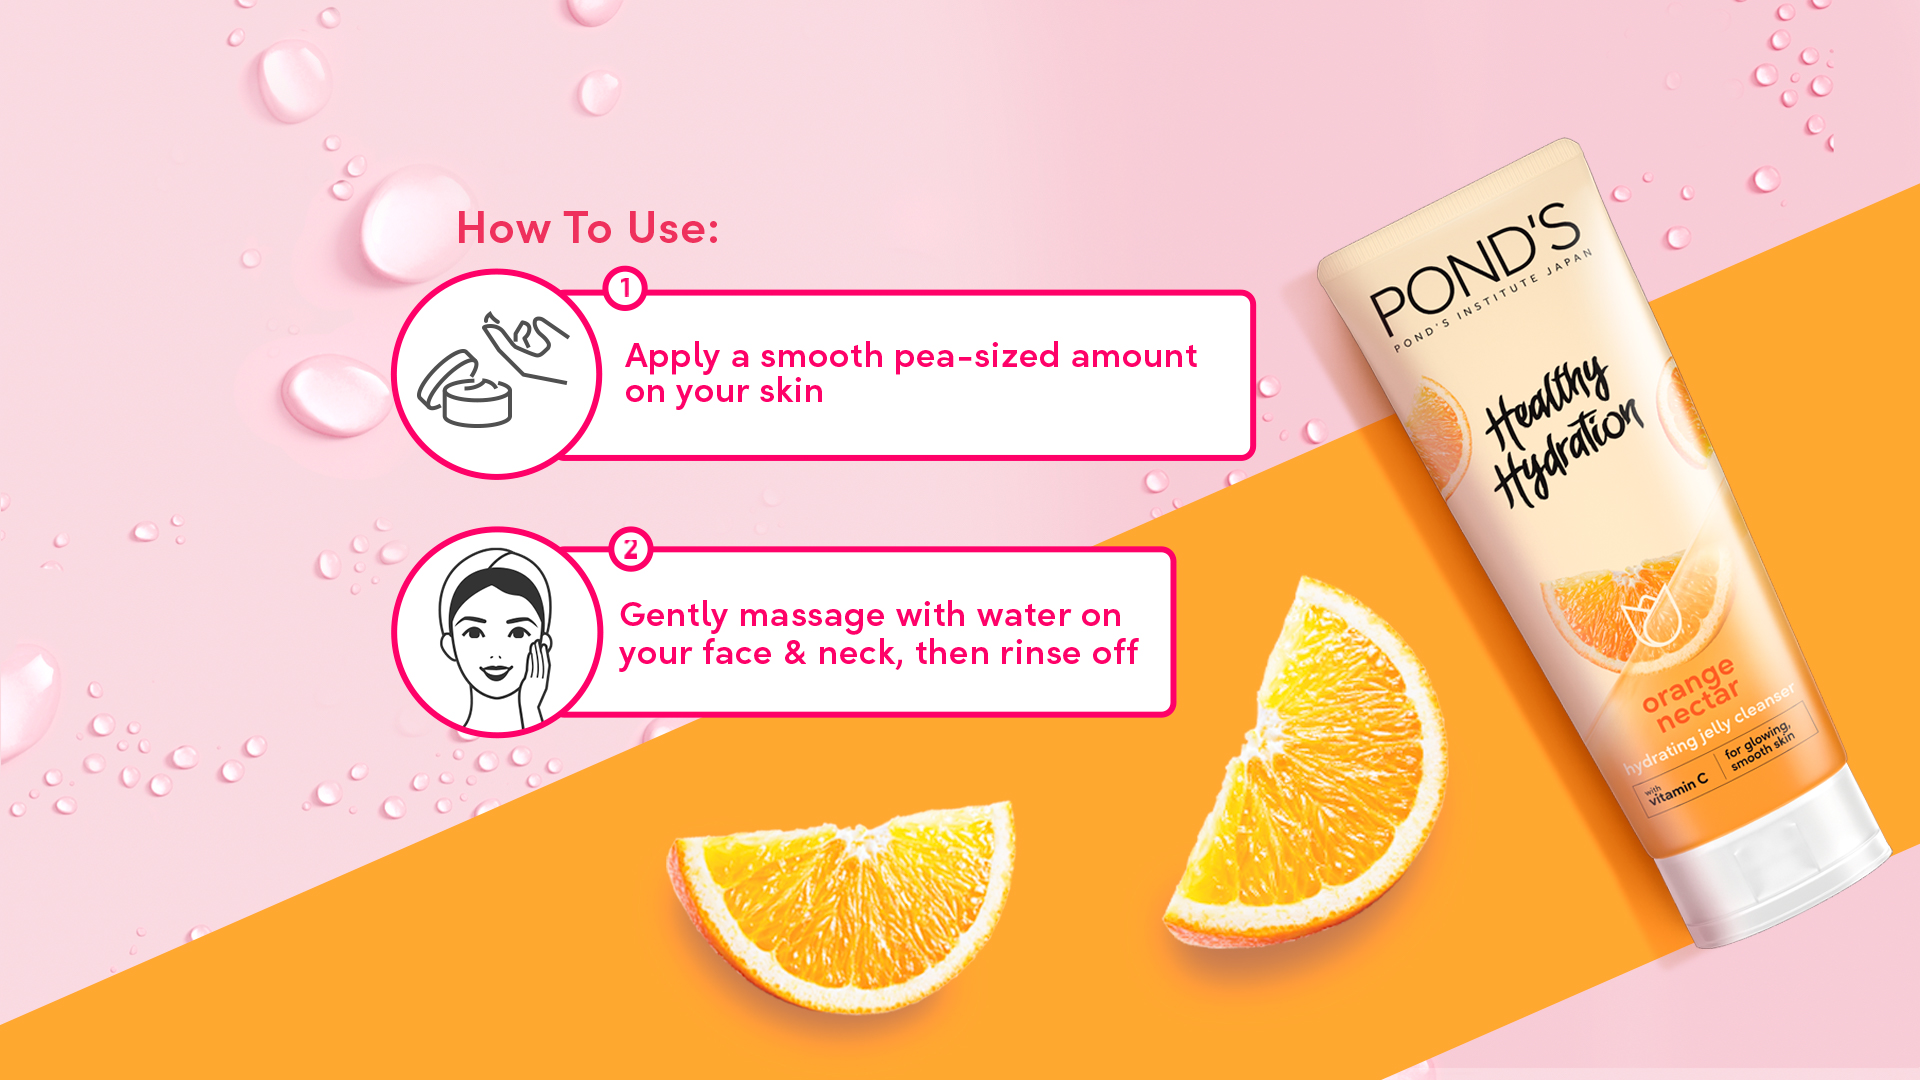 How To Use:
1
Apply a smooth pea-sized amount
on your skin
2
Gently massage with water on
your face & neck, then rinse off
POND'S
POND'S INSTITUTE JAPAN
Healthy
Hydration
orange
nectar
hydrating jelly cleanser
with
vitamin C
for glowing,
smooth skin